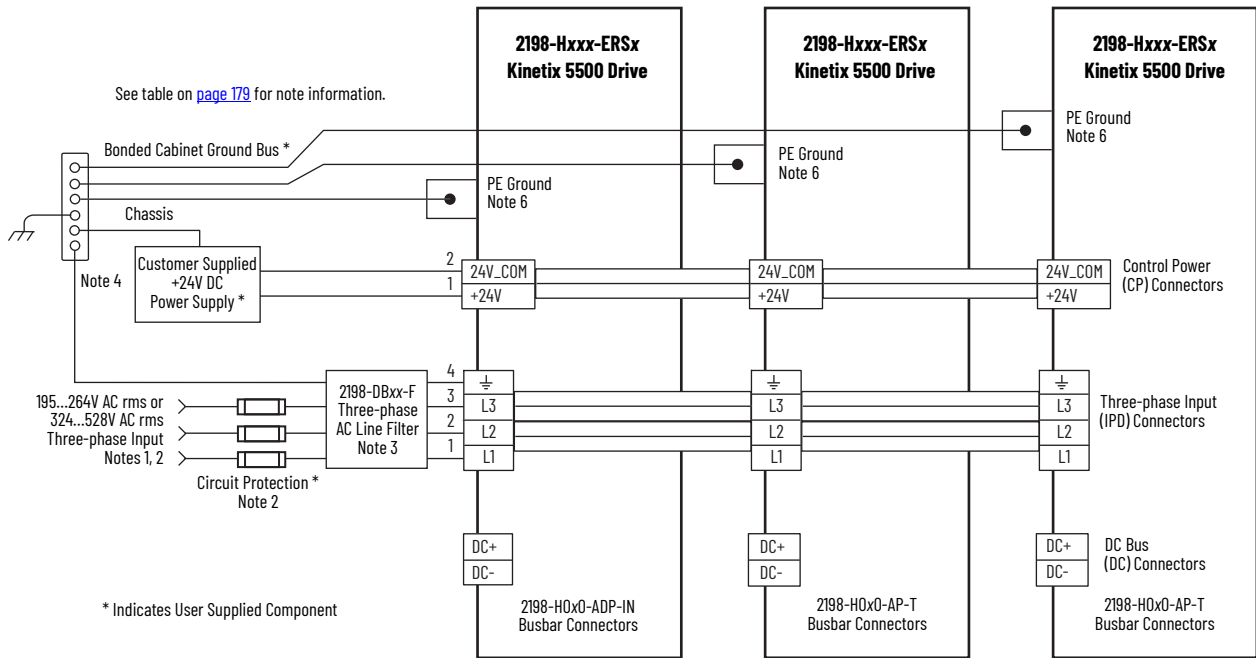 2198-Hxxx-ERSx
Kinetix 5500 Drive
2198-Hxxx-ERSx
Kinetix 5500 Drive
2198-Hxxx-ERSx
Kinetix 5500 Drive
See table on page 179 for note information.
Bonded Cabinet Ground Bus *
PE Ground
Note 6
PE Ground
Note 6
PE Ground
Note 6
Chassis
Note 4
Customer Supplied
+24V DC
Power Supply *
2
1
24V_COM
+24V
24V_COM
+24V
24V_COM
+24V
Control Power
(CP) Connectors
195...264V AC rms or
324...528V AC rms
Three-phase Input
Notes 1, 2
Circuit Protection *
Note 2
2198-DBxx-F
Three-phase
AC Line Filter
Note 3
4
3
2
1
L3
L2
L1
L3
L2
L1
L3
L2
L1
Three-phase Input
(IPD) Connectors
DC+
DC-
DC+
DC-
DC+
DC-
DC Bus
(DC) Connectors
* Indicates User Supplied Component
2198-H0x0-ADP-IN
Busbar Connectors
2198-H0x0-AP-T
Busbar Connectors
2198-H0x0-AP-T
Busbar Connectors